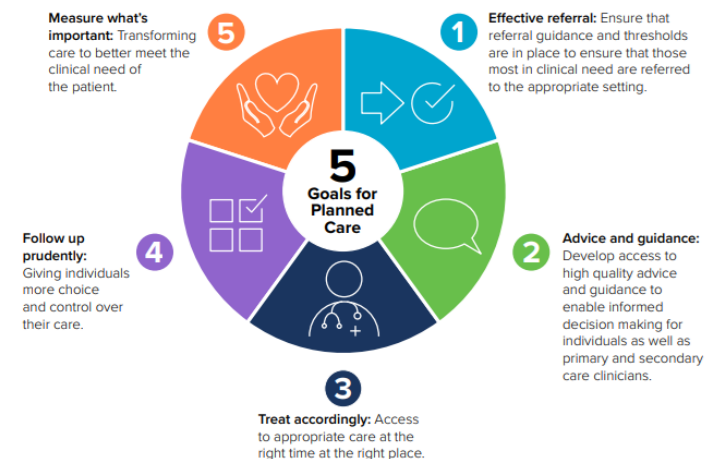 5
Goals for
Planned
Care
1
Effective referral: Ensure that
referral guidance and thresholds
are in place to ensure that those
most in clinical need are referred
to the appropriate setting.
2
Advice and guidance:
Develop access to
high quality advice
and guidance to
enable informed
decision making for
individuals as well as
primary and secondary
care clinicians.
3
Treat accordingly: Access
to appropriate care at the
right time at the right place.
4
Follow up
prudently:
Giving individuals
more choice
and control over
their care.
5
Measure what's
important: Transforming
care to better meet the
clinical need of
the patient.